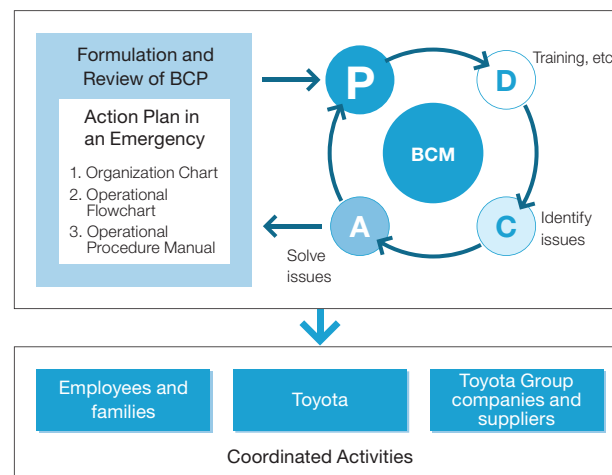 Formulation and
Review of BCP
Action Plan in
an Emergency
1. Organization Chart
2. Operational
Flowchart
3. Operational
Procedure Manual
P
D
Training, etc
BCM
A
C
Identify
issues
Solve
issues
Employees and
families
Toyota
Toyota Group
companies and
suppliers
Coordinated Activities